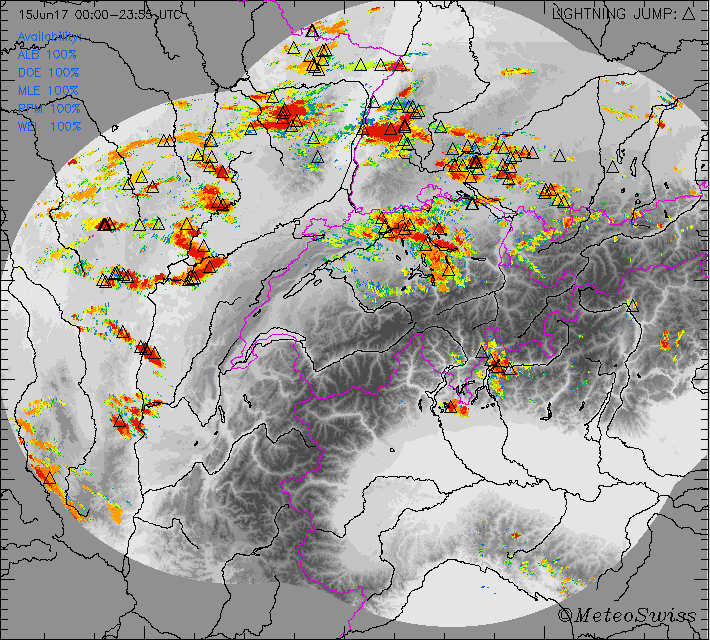 15Jun17 00:00-23:55 UTC
LIGHTNING JUMP: △
Availability:
ALB 100%
DOE 100%
MLE 100%
PPM 100%
WEI 100%
©MeteoSwiss